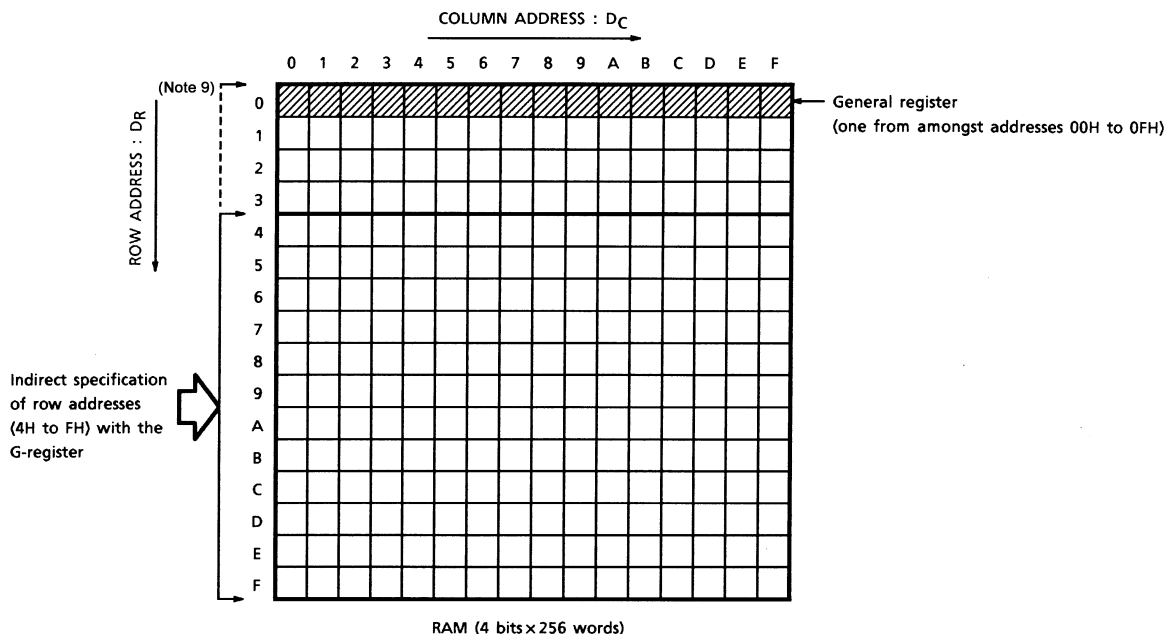 COLUMN ADDRESS : DC
0 1 2 3 4 5 6 7 8 9 A B C D E F
(Note 9)
ROW ADDRESS : DR
0
1
2
3
4
5
6
7
8
9
A
B
C
D
E
F
General register
(one from amongst addresses 00H to 0FH)
Indirect specification
of row addresses
(4H to FH) with the
G-register
RAM (4 bits × 256 words)